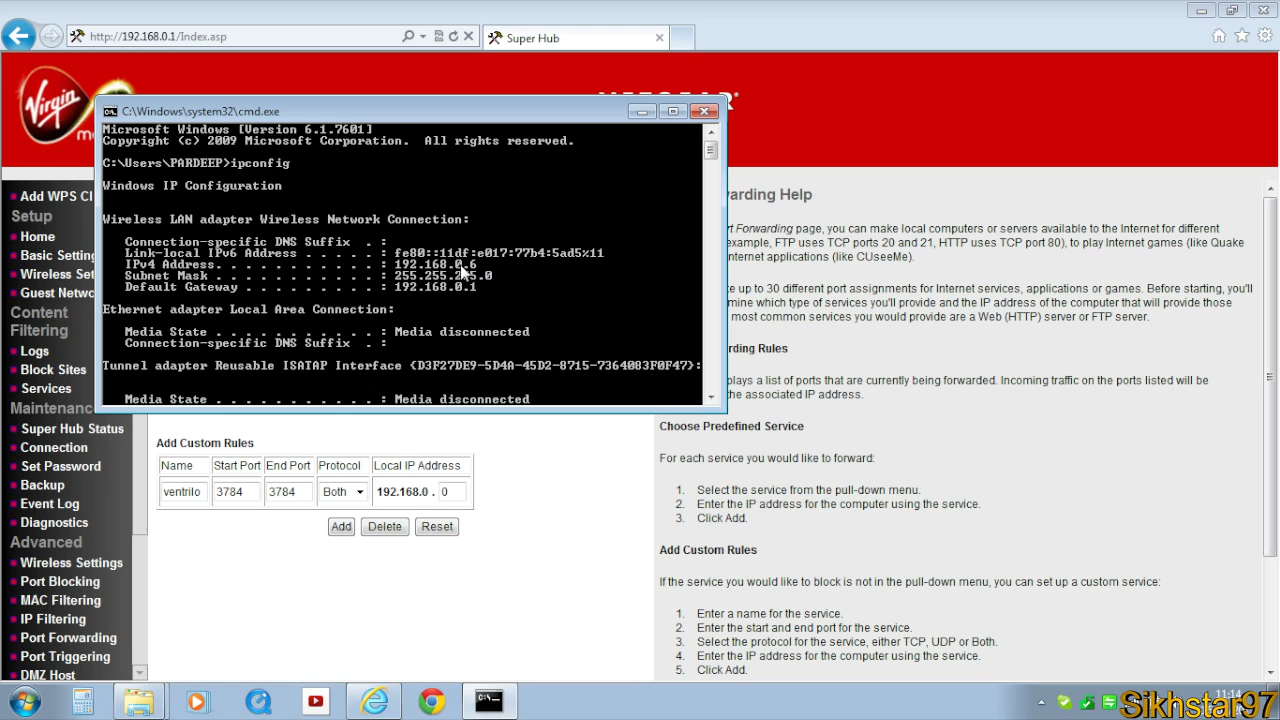 http://192.168.0.1/Index.asp
Super Hub
Virgin
C:\Windows\system32\cmd.exe
Microsoft Windows [Version 6.1.7601]
Copyright (c) 2009 Microsoft Corporation. All rights reserved.
C:\Users\PARDEEP>ipconfig
Windows IP Configuration
Wireless LAN adapter Wireless Network Connection:
Connection-specific DNS Suffix . :
Link-local IPv6 Address . . . . . : fe80::11df:e017:77b4:5ad5%11
IPv4 Address. . . . . . . . . . . : 192.168.0.6
Subnet Mask . . . . . . . . . . . : 255.255.255.0
Default Gateway . . . . . . . . . : 192.168.0.1
Ethernet adapter Local Area Connection:
Media State . . . . . . . . . . . : Media disconnected
Connection-specific DNS Suffix . :
Tunnel adapter Reusable ISATAP Interface {D3F27DE9-5D4A-45D2-8715-7364083F0F47}:
Media State . . . . . . . . . . . : Media disconnected
Add WPS Cl
Setup
Home
Basic Setting
Wireless Set
Guest Netwo
Content
Filtering
Logs
Block Sites
Services
Maintenanc
Super Hub Status
Connection
Set Password
Backup
Event Log
Diagnostics
Advanced
Wireless Settings
Port Blocking
MAC Filtering
IP Filtering
Port Forwarding
Port Triggering
DMZ Host
Add Custom Rules
Name Start Port End Port Protocol Local IP Address
ventrilo 3784 3784 Both 192.168.0 . 0
Add Delete Reset
arding Help
rt Forwarding page, you can make local computers or servers available to the Internet for different
example, FTP uses TCP ports 20 and 21, HTTP uses TCP port 80), to play Internet games (like Quake
nternet applications (like CUseeMe).
ke up to 30 different port assignments for Internet services, applications or games. Before starting, you'll
mine which type of services you'll provide and the IP address of the computer that will provide those
most common services you would provide are a Web (HTTP) server or FTP server.
arding Rules
plays a list of ports that are currently being forwarded. Incoming traffic on the ports listed will be
the associated IP address.
Choose Predefined Service
For each service you would like to forward:
1. Select the service from the pull-down menu.
2. Enter the IP address for the computer using the service.
3. Click Add.
Add Custom Rules
If the service you would like to block is not in the pull-down menu, you can set up a custom service:
1. Enter a name for the service.
2. Enter the start and end port for the service.
3. Select the protocol for the service, either TCP, UDP or Both.
4. Enter the IP address for the computer using the service.
5. Click Add.
11:14
Sikhstar97